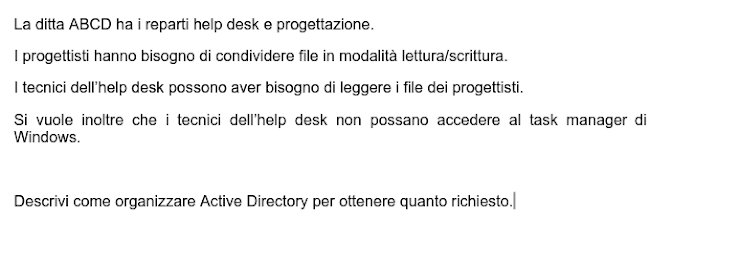 La ditta ABCD ha i reparti help desk e progettazione.
I progettisti hanno bisogno di condividere file in modalità lettura/scrittura.
I tecnici dell'help desk possono aver bisogno di leggere i file dei progettisti.
Si vuole inoltre che i tecnici dell'help desk non possano accedere al task manager di
Windows.
Descrivi come organizzare Active Directory per ottenere quanto richiesto.